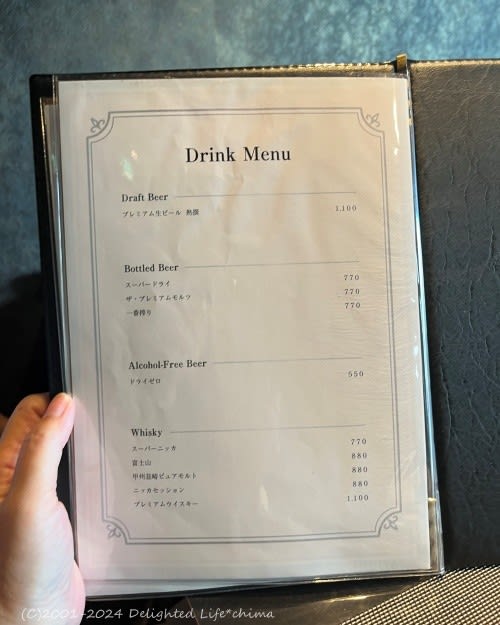 Drink Menu
Draft Beer
プレミアム生ビール 熟撰 1,100
Bottled Beer
スーパードライ 770
ザ・プレミアムモルツ 770
一番搾り 770
Alcohol-Free Beer
ドライゼロ 550
Whisky
スーパーニッカ 770
富士山 880
甲州韮崎ピュアモルト 880
ニッカセッション 880
プレミアムウイスキー 1,100
(C)2001-2024 Delighted Life*chima